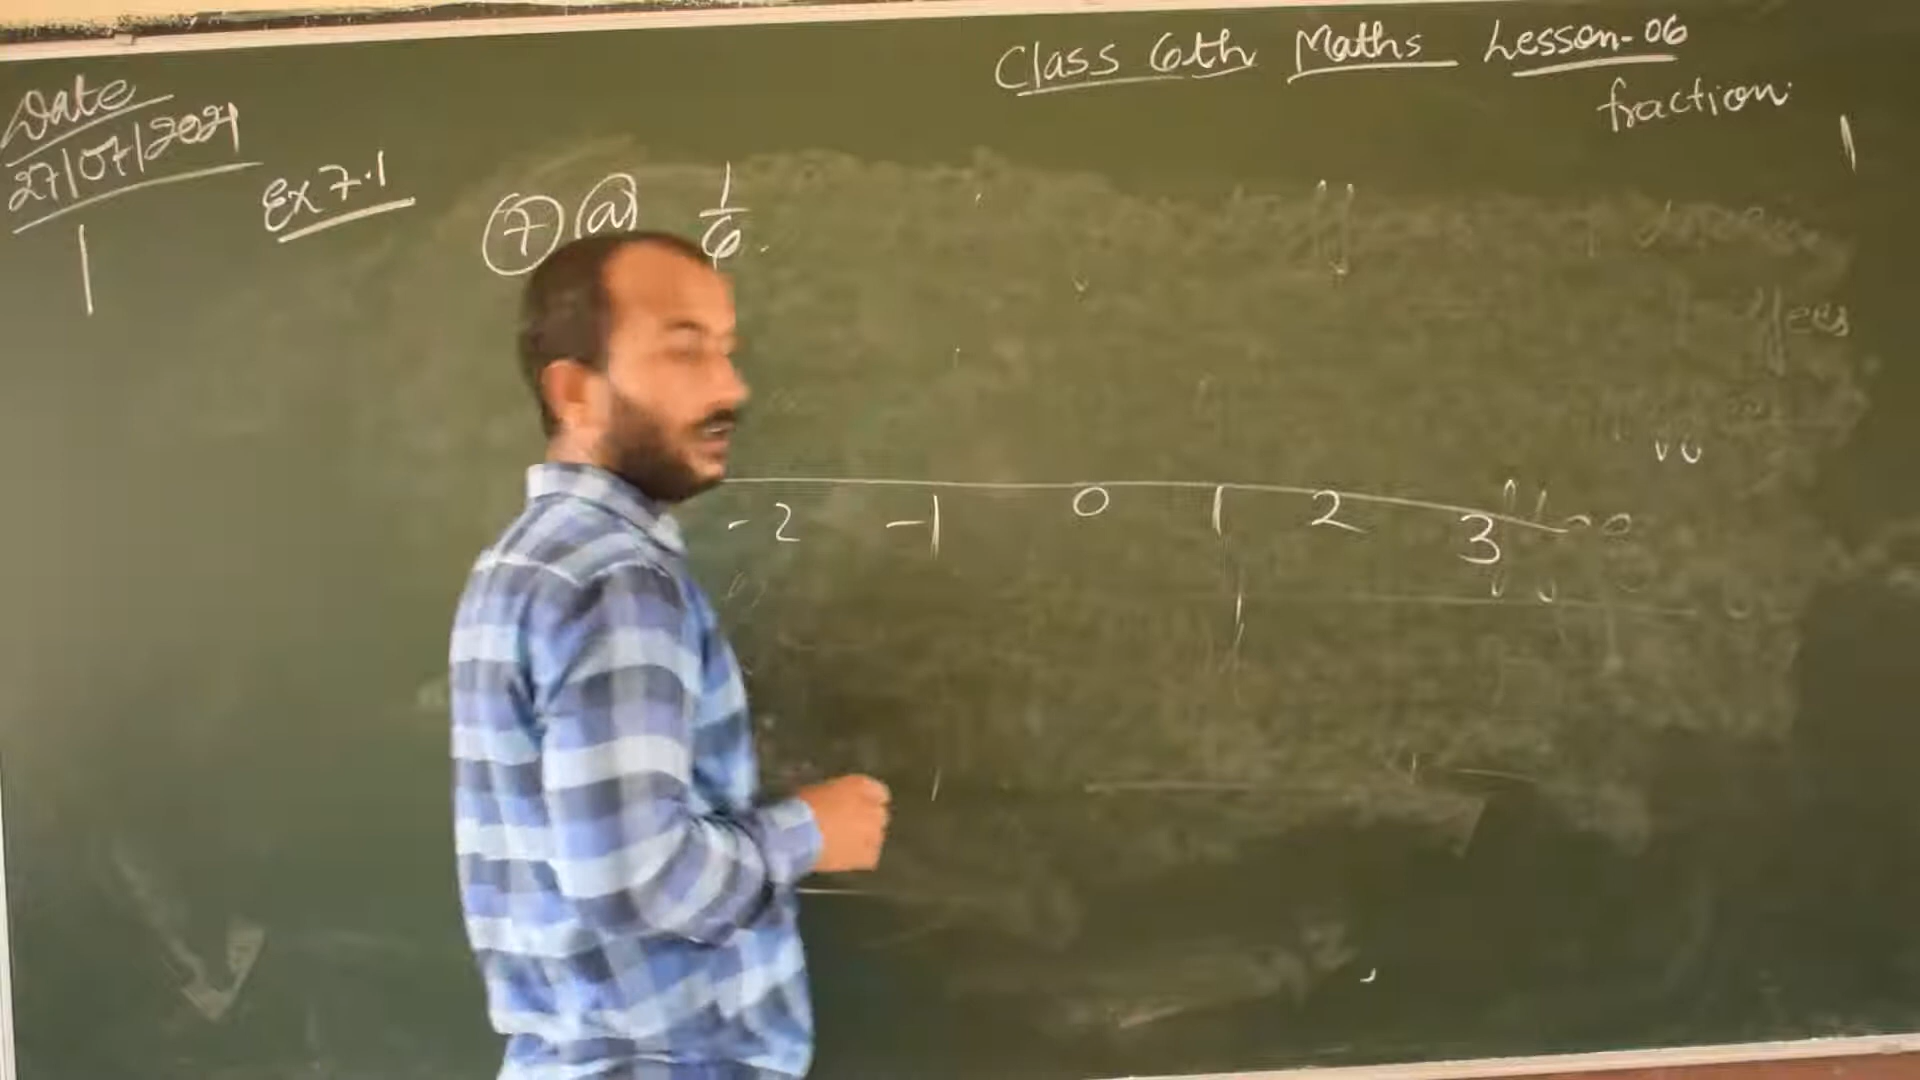 Class 6th Maths Lesson-06
fraction
Date
27/07/2021
Ex 7.1
7 a) 1/6
-2 -1 0 1 2 3